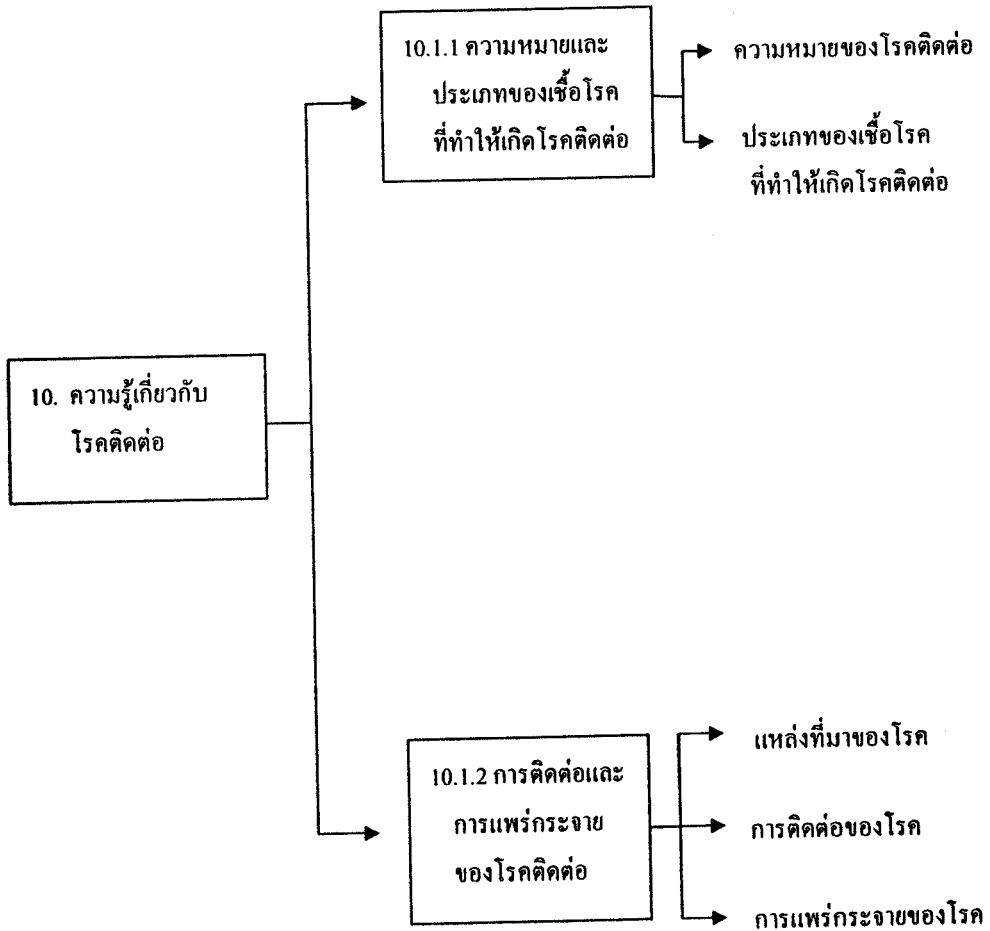 10.1.1 ความหมายและ
ประเภทของเชื้อโรค
ที่ทำให้เกิดโรคติดต่อ
ความหมายของโรคติดต่อ
ประเภทของเชื้อโรค
ที่ทำให้เกิดโรคติดต่อ
10. ความรู้เกี่ยวกับ
โรคติดต่อ
10.1.2 การติดต่อและ
การแพร่กระจาย
ของโรคติดต่อ
แหล่งที่มาของโรค
การติดต่อของโรค
การแพร่กระจายของโรค